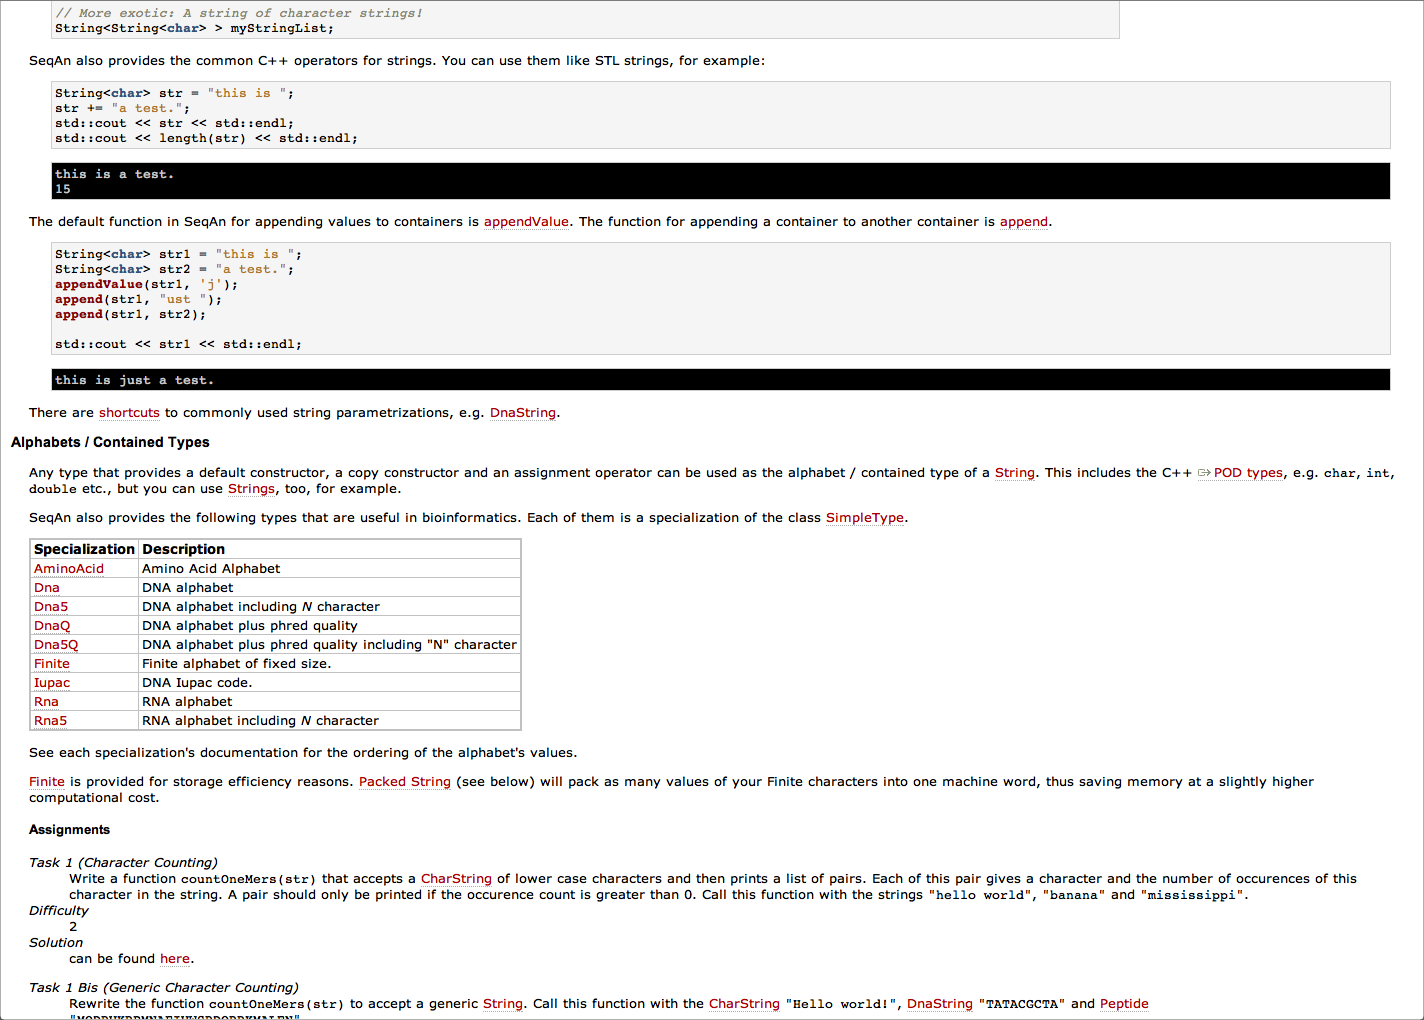 // More exotic: A string of character strings!
String<String<char> > myStringList;
SeqAn also provides the common C++ operators for strings. You can use them like STL strings, for example:
String<char> str = "this is ";
str += "a test.";
std::cout << str << std::endl;
std::cout << length(str) << std::endl;
this is a test.
15
The default function in SeqAn for appending values to containers is appendValue. The function for appending a container to another container is append.
String<char> str1 = "this is ";
String<char> str2 = "a test.";
appendValue(str1, 'j');
append(str1, "ust ");
append(str1, str2);
std::cout << str1 << std::endl;
this is just a test.
There are shortcuts to commonly used string parametrizations, e.g. DnaString.
Alphabets / Contained Types
Any type that provides a default constructor, a copy constructor and an assignment operator can be used as the alphabet / contained type of a String. This includes the C++ POD types, e.g. char, int,
double etc., but you can use Strings, too, for example.
SeqAn also provides the following types that are useful in bioinformatics. Each of them is a specialization of the class SimpleType.
Specialization Description
AminoAcid Amino Acid Alphabet
Dna DNA alphabet
Dna5 DNA alphabet including N character
DnaQ DNA alphabet plus phred quality
Dna5Q DNA alphabet plus phred quality including "N" character
Finite Finite alphabet of fixed size.
Iupac DNA Iupac code.
Rna RNA alphabet
Rna5 RNA alphabet including N character
See each specialization's documentation for the ordering of the alphabet's values.
Finite is provided for storage efficiency reasons. Packed String (see below) will pack as many values of your Finite characters into one machine word, thus saving memory at a slightly higher
computational cost.
Assignments
Task 1 (Character Counting)
Write a function countOneMers(str) that accepts a CharString of lower case characters and then prints a list of pairs. Each of this pair gives a character and the number of occurences of this
character in the string. A pair should only be printed if the occurence count is greater than 0. Call this function with the strings "hello world", "banana" and "mississippi".
Difficulty
2
Solution
can be found here.
Task 1 Bis (Generic Character Counting)
Rewrite the function countOneMers(str) to accept a generic String. Call this function with the CharString "Hello world!", DnaString "TATACGCTA" and Peptide